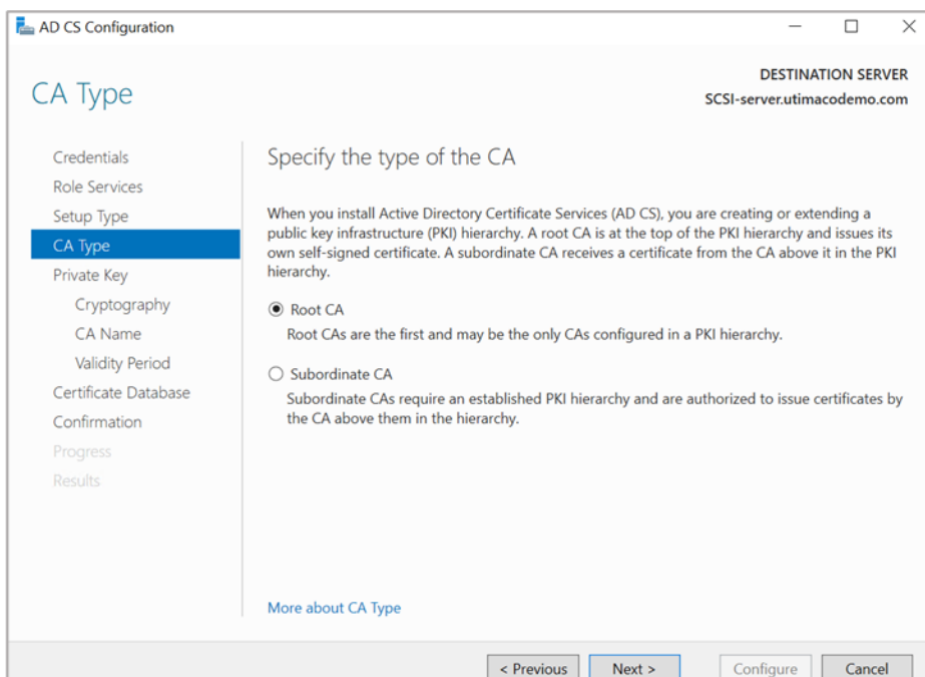 AD CS Configuration
CA Type
DESTINATION SERVER
SCSI-server.utimacodemo.com
Credentials
Role Services
Setup Type
CA Type
Private Key
Cryptography
CA Name
Validity Period
Certificate Database
Confirmation
Progress
Results
Specify the type of the CA
When you install Active Directory Certificate Services (AD CS), you are creating or extending a
public key infrastructure (PKI) hierarchy. A root CA is at the top of the PKI hierarchy and issues its
own self-signed certificate. A subordinate CA receives a certificate from the CA above it in the PKI
hierarchy.
Root CA
Root CAs are the first and may be the only CAs configured in a PKI hierarchy.
Subordinate CA
Subordinate CAs require an established PKI hierarchy and are authorized to issue certificates by
the CA above them in the hierarchy.
More about CA Type
< Previous
Next >
Configure
Cancel